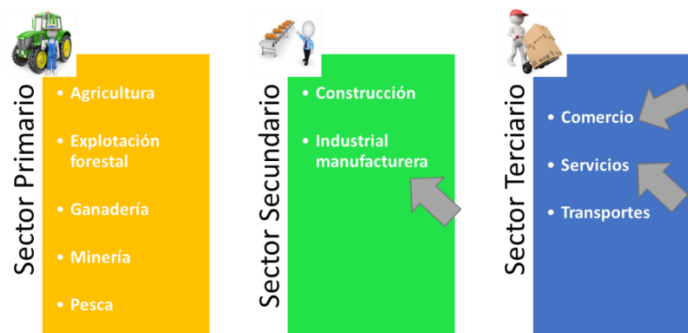 Sector Primario
• Agricultura
• Explotación
forestal
• Ganadería
• Minería
• Pesca
Sector Secundario
• Construcción
• Industrial
manufacturera
Sector Terciario
• Comercio
• Servicios
• Transportes